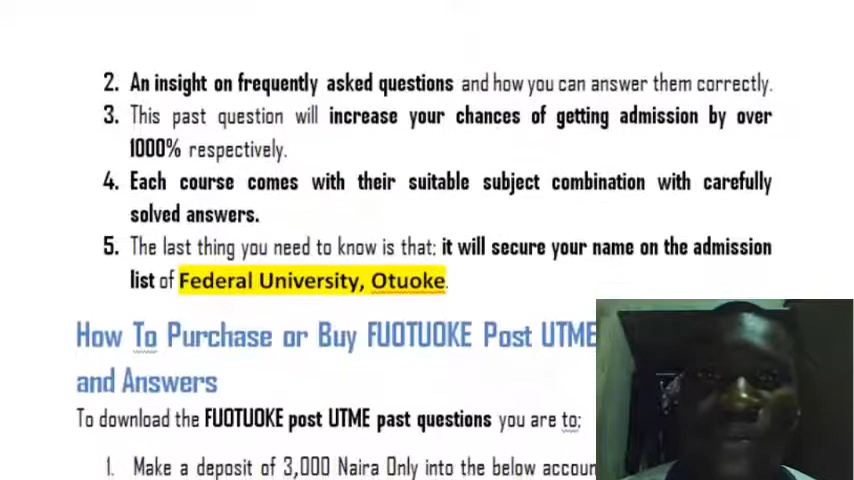 2. An insight on frequently asked questions and how you can answer them correctly.
3. This past question will increase your chances of getting admission by over
1000% respectively.
4. Each course comes with their suitable subject combination with carefully
solved answers.
5. The last thing you need to know is that; it will secure your name on the admission
list of Federal University, Otuoke.
How To Purchase or Buy FUOTUOKE Post UTME
and Answers
To download the FUOTUOKE post UTME past questions you are to;
1. Make a deposit of 3,000 Naira Only into the below accoun